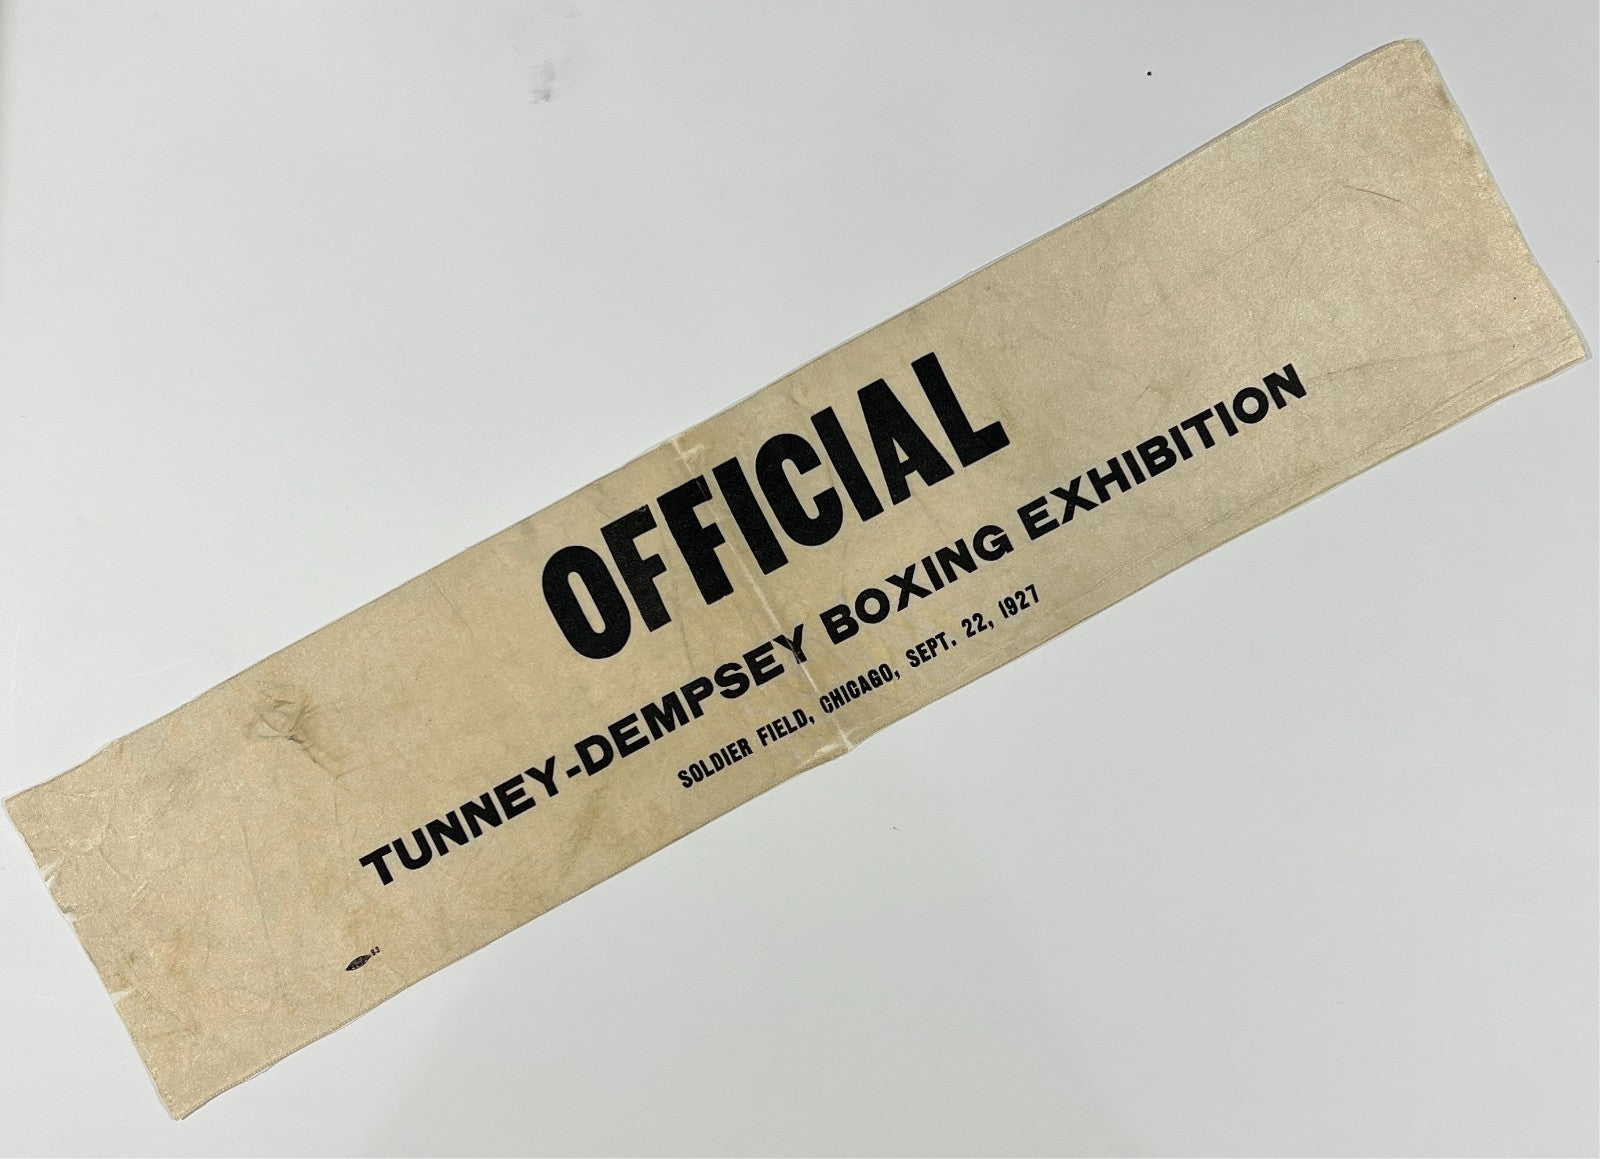 OFFICIAL
TUNNEY-DEMPSEY BOXING EXHIBITION
SOLDIER FIELD, CHICAGO, SEPT. 22, 1927